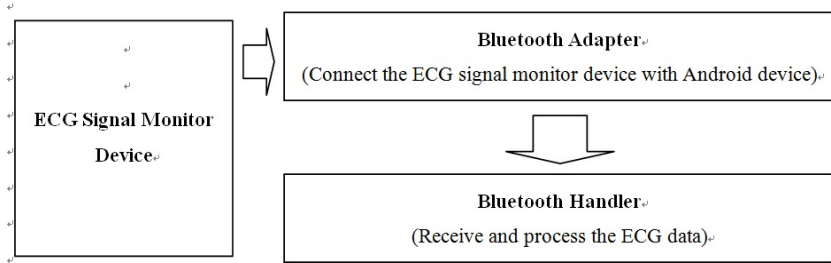 ECG Signal Monitor
Device
Bluetooth Adapter
(Connect the ECG signal monitor device with Android device)
Bluetooth Handler
(Receive and process the ECG data)